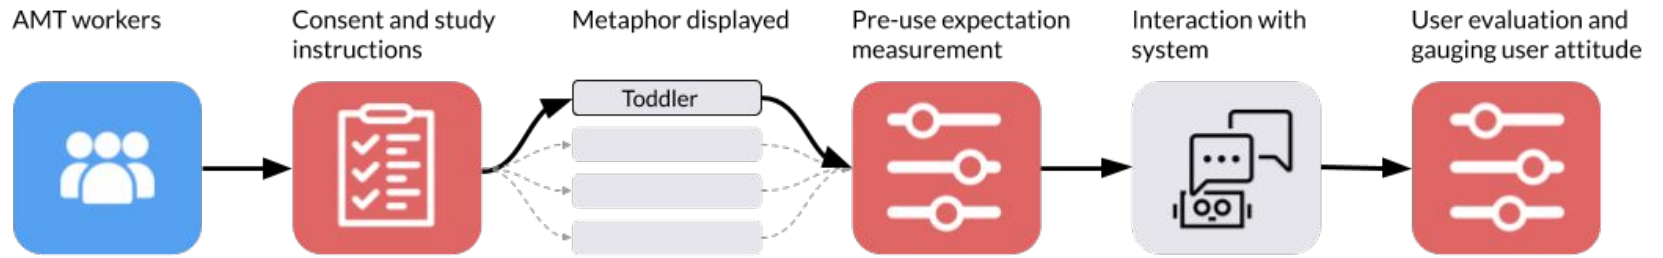 AMT workers
Consent and study
instructions
Metaphor displayed
Toddler
Pre-use expectation
measurement
Interaction with
system
User evaluation and
gauging user attitude